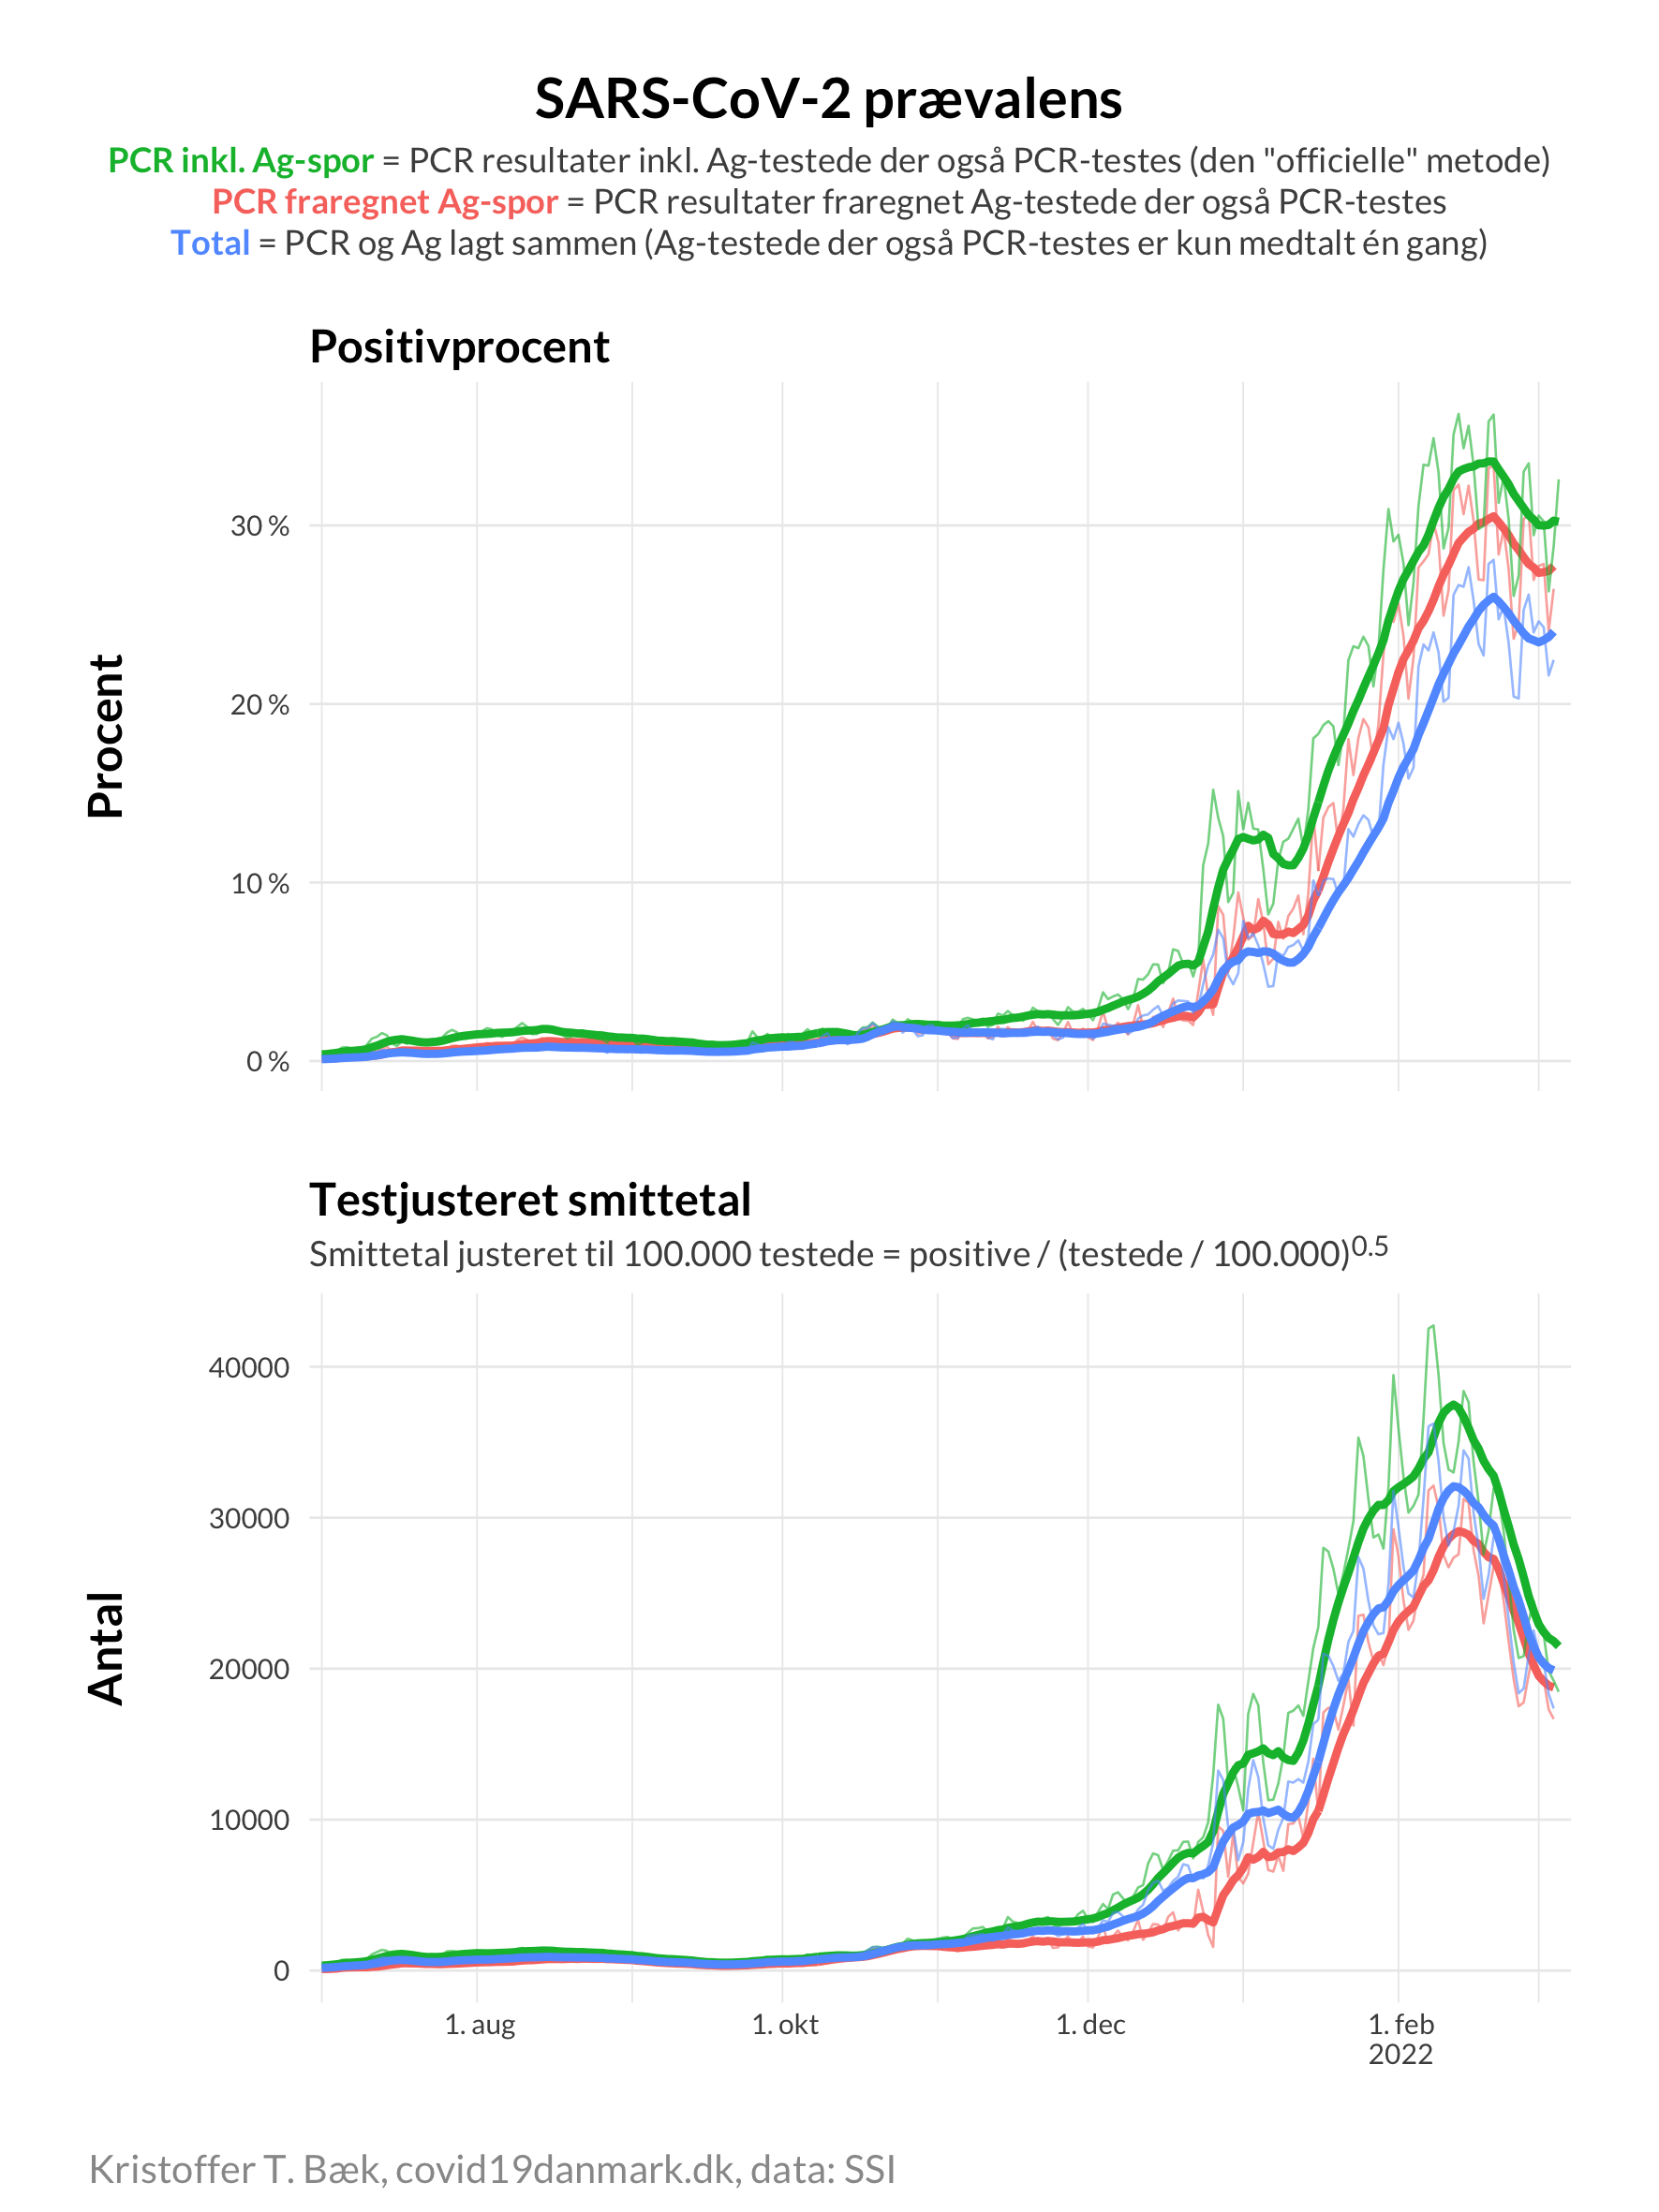 SARS-CoV-2 prævalens
PCR inkl. Ag-spor = PCR resultater inkl. Ag-testede der også PCR-testes (den "officielle" metode)
PCR fraregnet Ag-spor = PCR resultater fraregnet Ag-testede der også PCR-testes
Total = PCR og Ag lagt sammen (Ag-testede der også PCR-testes er kun medtalt én gang)
Positivprocent
Procent
30 %
20 %
10 %
0 %
Testjusteret smittetal
Smittetal justeret til 100.000 testede = positive / (testede / 100.000)^0.5
Antal
40000
30000
20000
10000
0
1. aug
1. okt
1. dec
1. feb
2022
Kristoffer T. Bæk, covid19danmark.dk, data: SSI